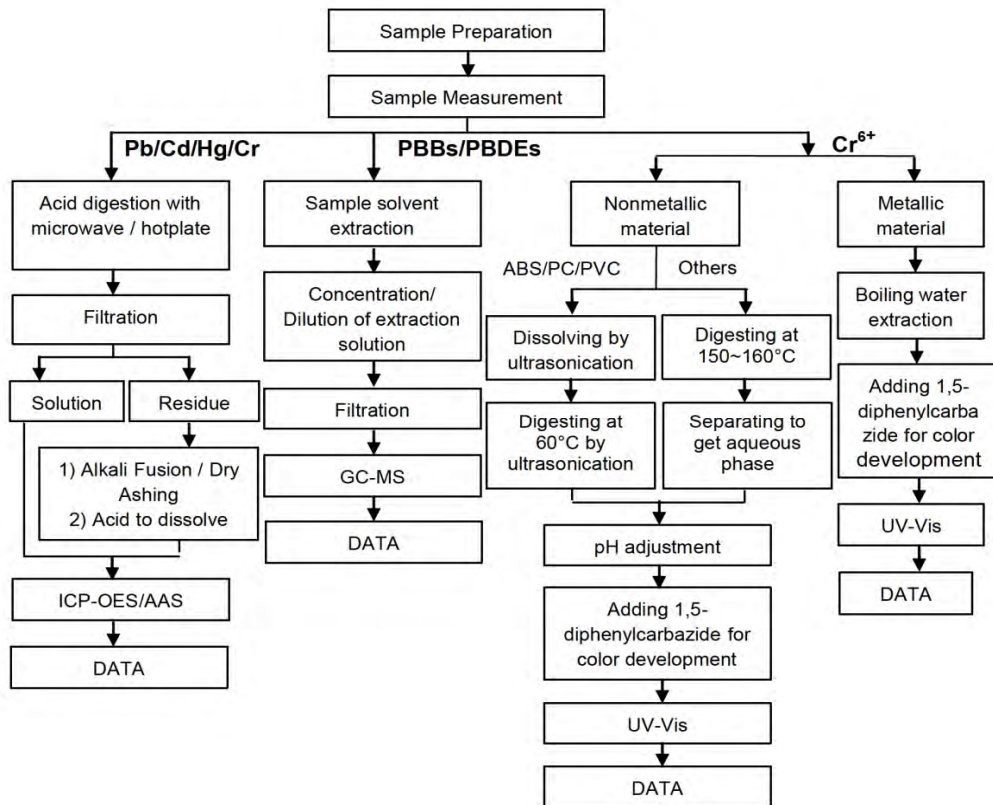 Sample Preparation
Sample Measurement
Pb/Cd/Hg/Cr
PBBs/PBDEs
Cr⁶⁺
Acid digestion with
microwave / hotplate
Filtration
Solution
Residue
1) Alkali Fusion / Dry
Ashing
2) Acid to dissolve
ICP-OES/AAS
DATA
Sample solvent
extraction
Concentration/
Dilution of extraction
solution
Filtration
GC-MS
DATA
Nonmetallic
material
ABS/PC/PVC
Others
Dissolving by
ultrasonication
Digesting at
60°C by
ultrasonication
Digesting at
150~160°C
Separating to
get aqueous
phase
pH adjustment
Adding 1,5-
diphenylcarbazide for
color development
UV-Vis
DATA
Metallic
material
Boiling water
extraction
Adding 1,5-
diphenylcarba
zide for color
development
UV-Vis
DATA